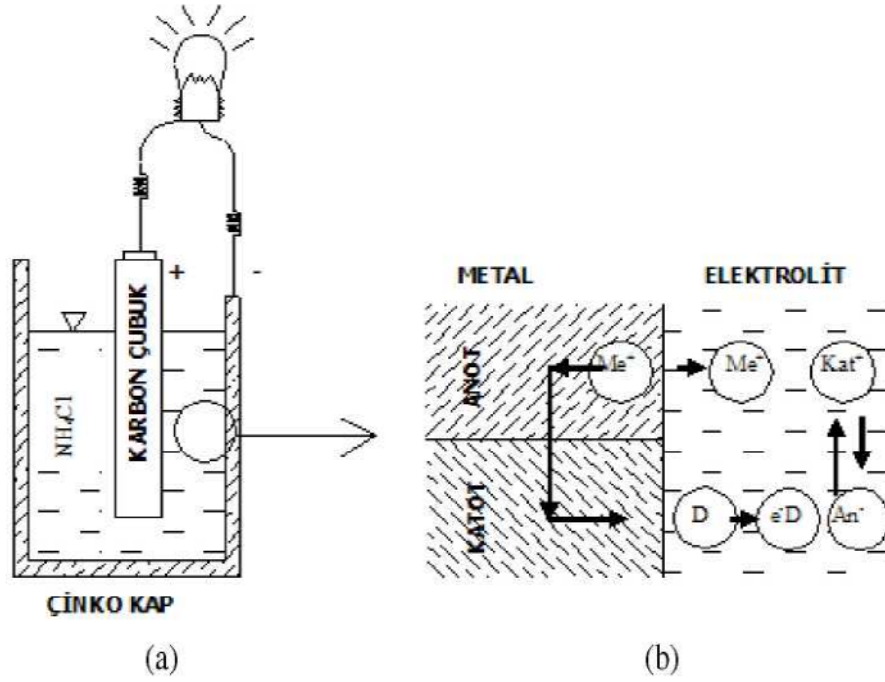 +
-
KARBON ÇUBUK
NH₄Cl
ÇİNKO KAP
(a)
METAL
ELEKTROLİT
ANOT
Me⁺
Me⁺
Kat⁺
KATOT
D
e⁻D
An⁻
(b)